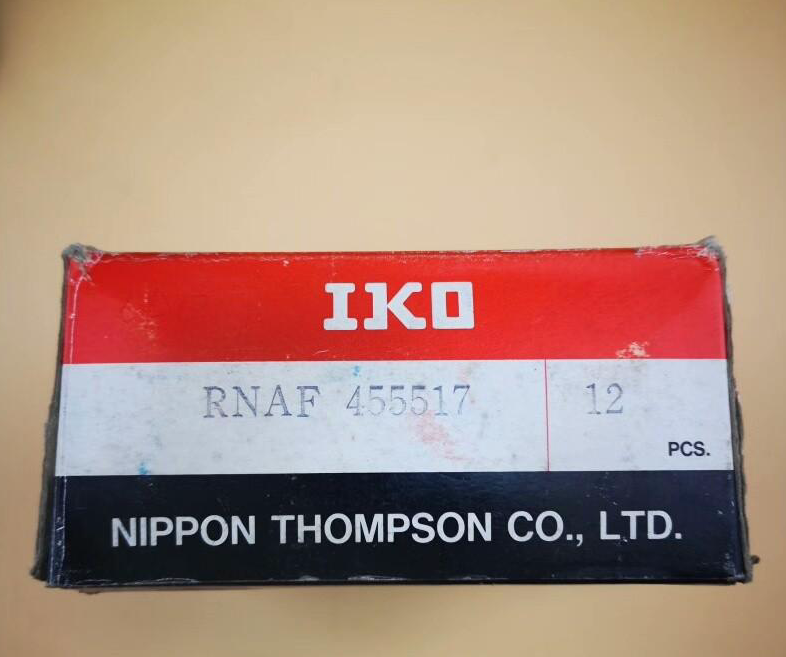 IKO
RNAF 455517 12
PCS.
NIPPON THOMPSON CO., LTD.